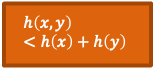 h(x,y)
< h(x) + h(y)